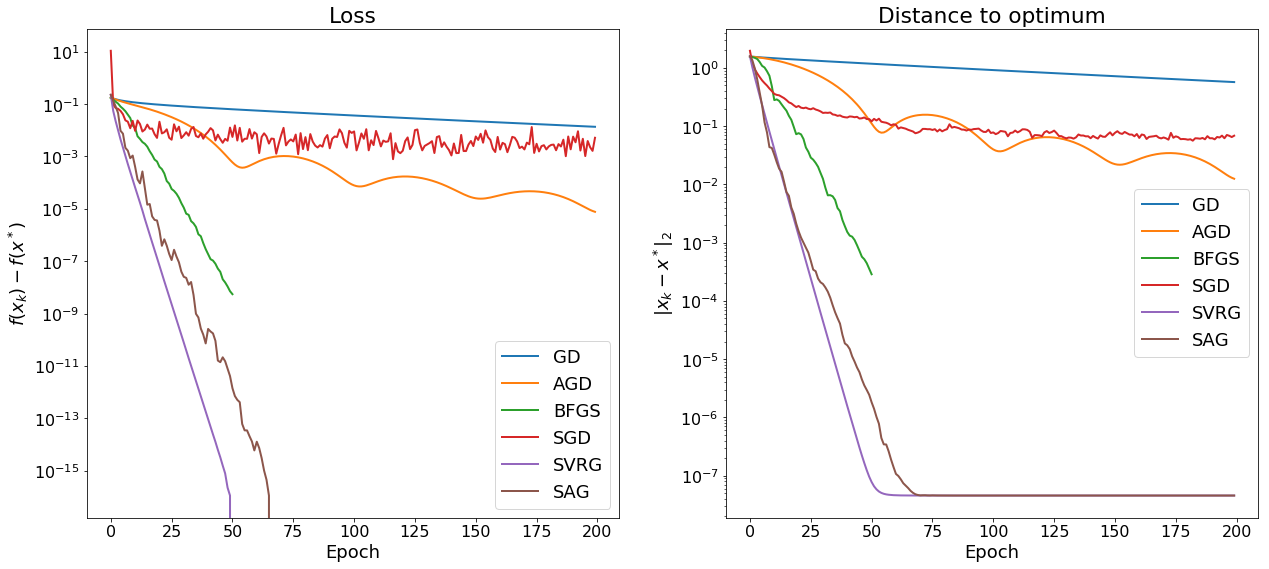 Loss
10^1
10^-1
10^-3
10^-5
10^-7
10^-9
10^-11
10^-13
10^-15
f(x_k) − f(x^*)
0 25 50 75 100 125 150 175 200
Epoch
GD
AGD
BFGS
SGD
SVRG
SAG
Distance to optimum
10^0
10^-1
10^-2
10^-3
10^-4
10^-5
10^-6
10^-7
|x_k − x^*|_2
0 25 50 75 100 125 150 175 200
Epoch
GD
AGD
BFGS
SGD
SVRG
SAG